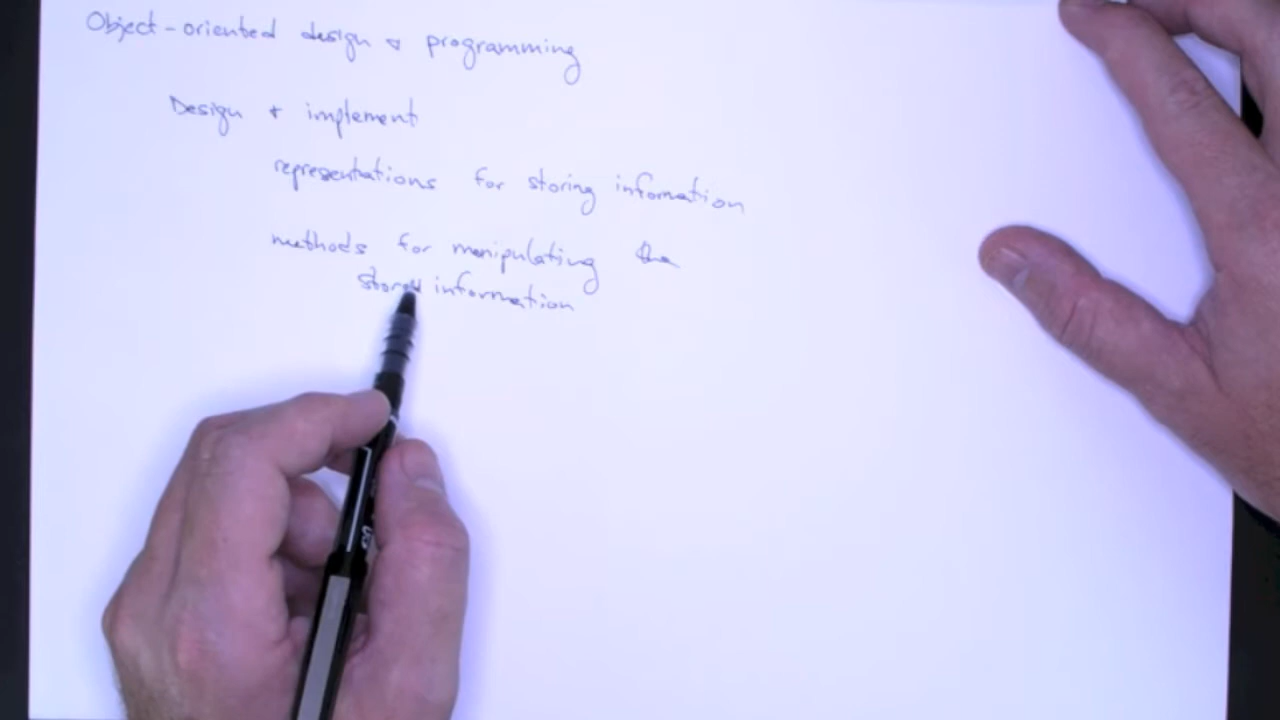 Object-oriented design & programming
Design + implement
representations for storing information
methods for manipulating the
stored information